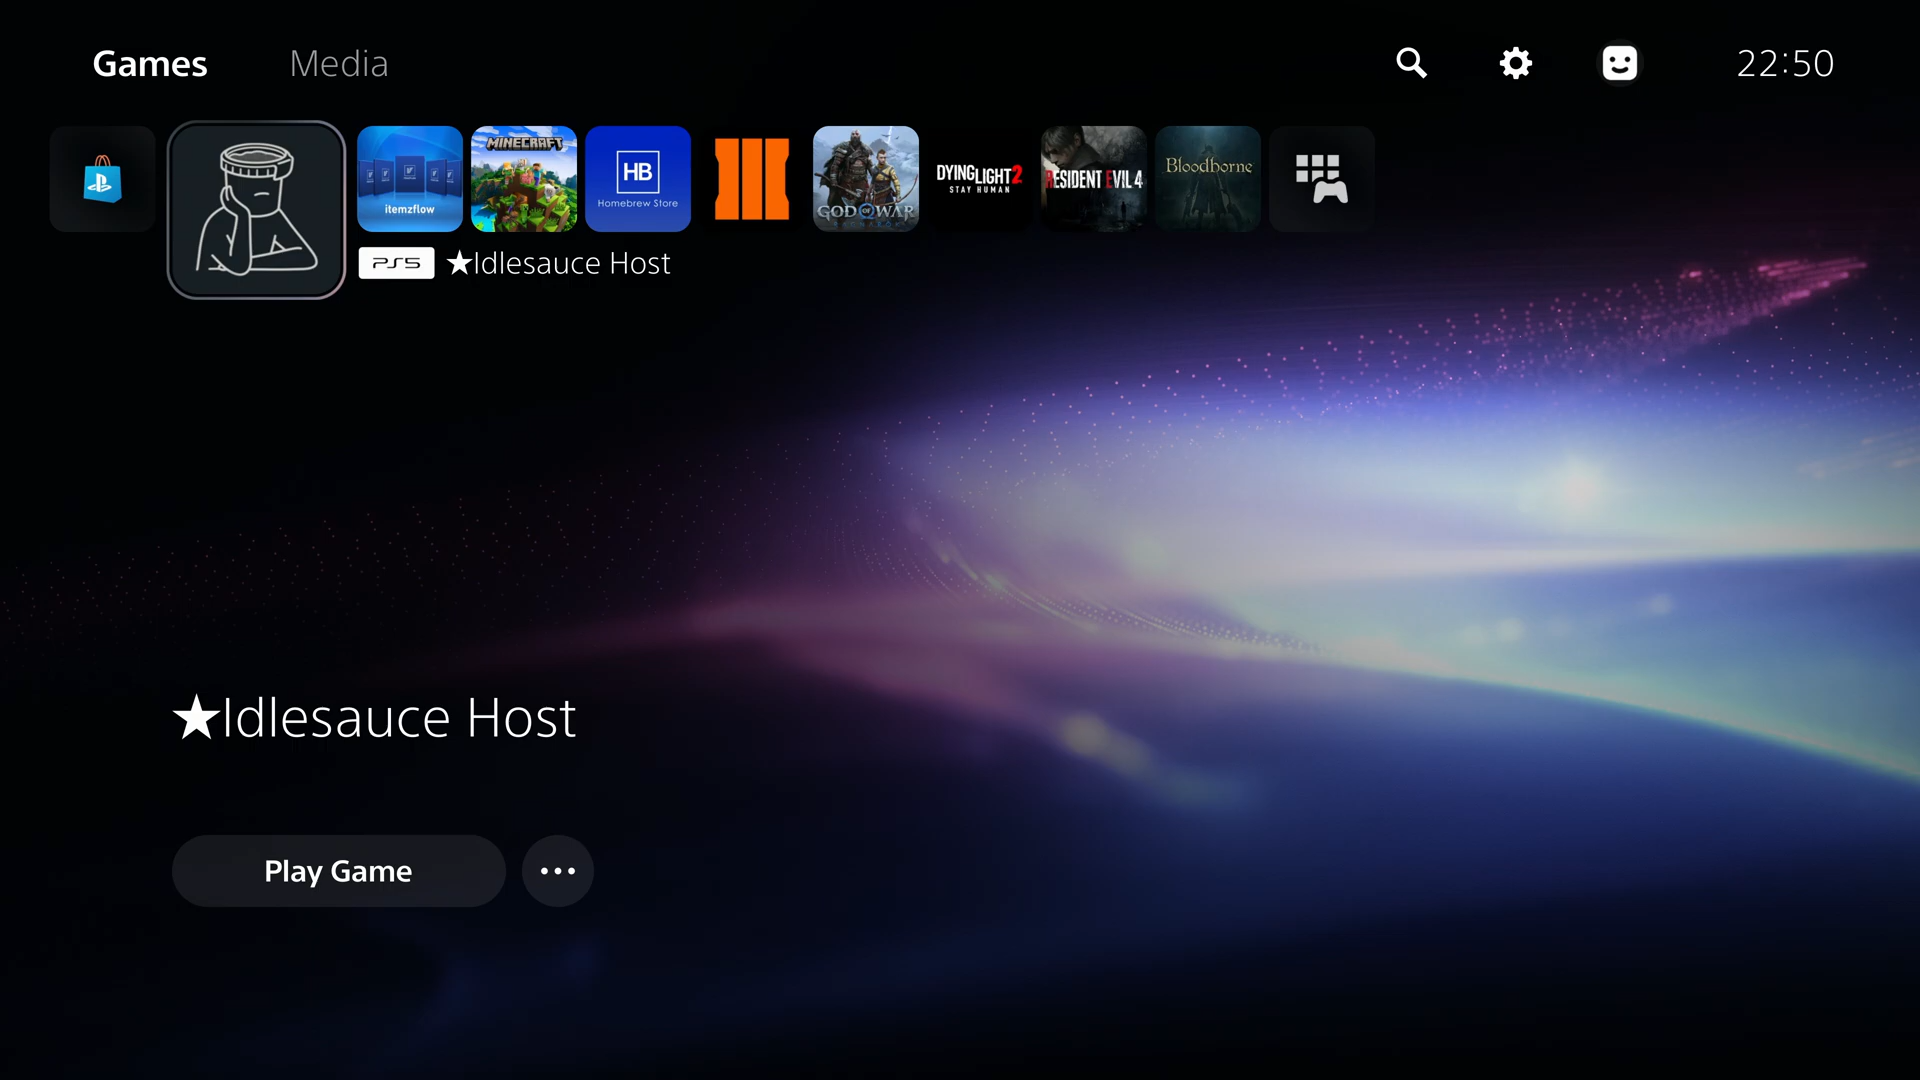 Games
Media
22:50
itemzflow
MINECRAFT
HB
Homebrew Store
GOD OF WAR
DYING LIGHT 2
STAY HUMAN
RESIDENT EVIL 4
Bloodborne
PS5
★Idlesauce Host
★Idlesauce Host
Play Game